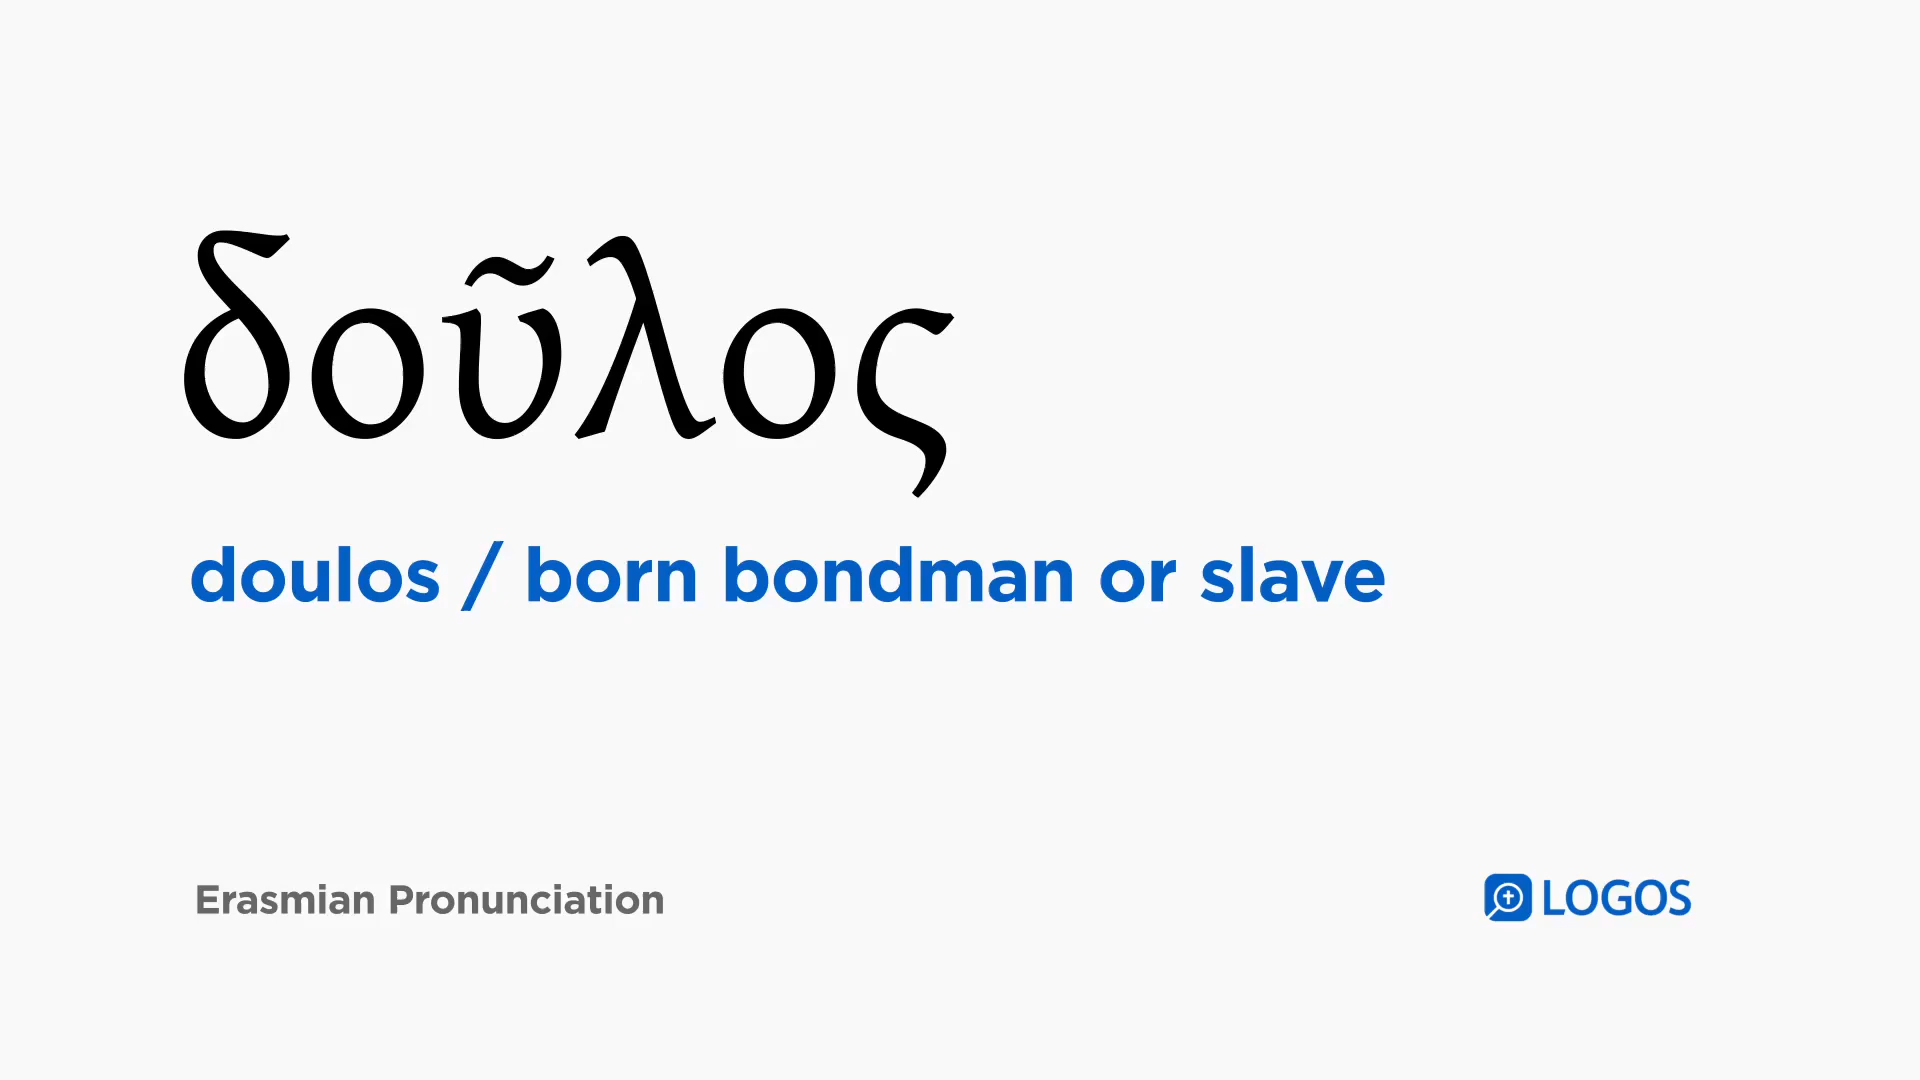 δοῦλος
doulos / born bondman or slave
Erasmian Pronunciation
LOGOS